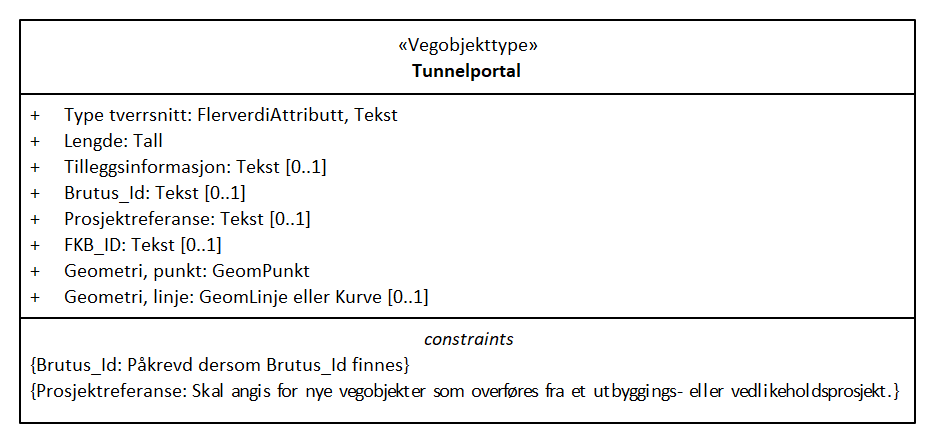 «Vegobjekttype»
Tunnelportal
+ Type tverrsnitt: FlerverdiAttributt, Tekst
+ Lengde: Tall
+ Tilleggsinformasjon: Tekst [0..1]
+ Brutus_Id: Tekst [0..1]
+ Prosjektreferanse: Tekst [0..1]
+ FKB_ID: Tekst [0..1]
+ Geometri, punkt: GeomPunkt
+ Geometri, linje: GeomLinje eller Kurve [0..1]
constraints
{Brutus_Id: Påkrevd dersom Brutus_Id finnes}
{Prosjektreferanse: Skal angis for nye vegobjekter som overføres fra et utbyggings- eller vedlikeholdsprosjekt.}